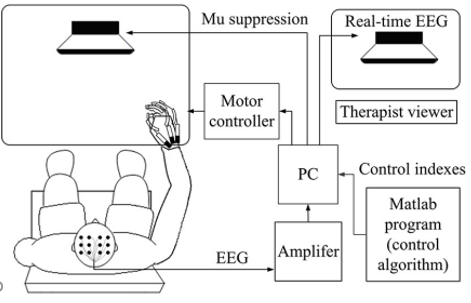 Mu suppression
Real-time EEG
Motor
controller
Therapist viewer
PC
Control indexes
Matlab
program
(control
algorithm)
EEG
Amplifer